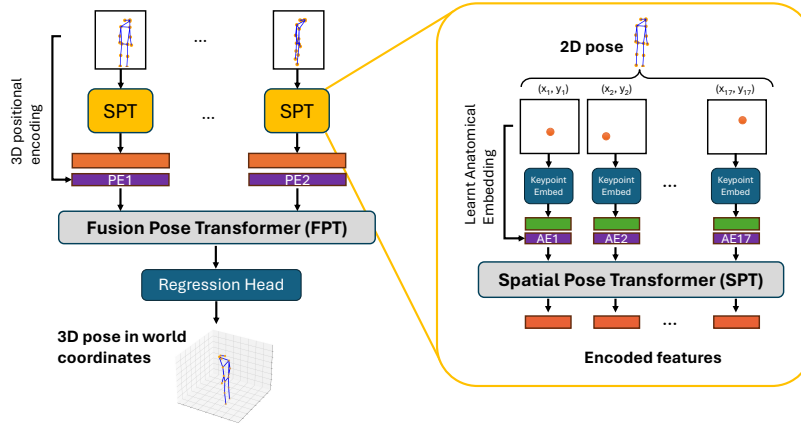 ...
3D positional
encoding
SPT
...
SPT
PE1
PE2
Fusion Pose Transformer (FPT)
Regression Head
3D pose in world
coordinates
2D pose
(x₁, y₁)
(x₂, y₂)
(x₁₇, y₁₇)
Learnt Anatomical
Embedding
Keypoint
Embed
Keypoint
Embed
...
Keypoint
Embed
AE1
AE2
AE17
Spatial Pose Transformer (SPT)
...
Encoded features